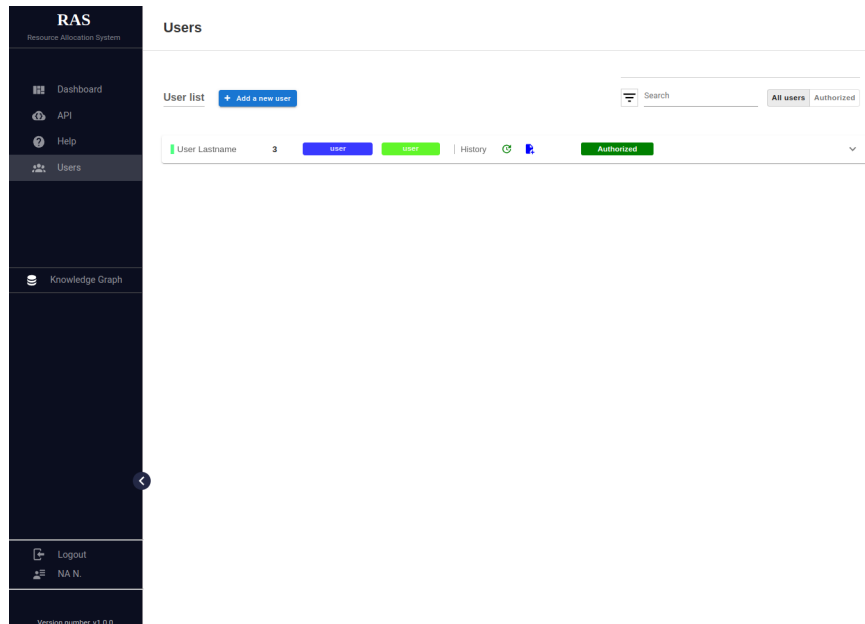 RAS
Resource Allocation System
Dashboard
API
Help
Users
Knowledge Graph
Logout
NA N.
Version number v1.0.0
Users
User list
+ Add a new user
Search
All users
Authorized
User Lastname
3
user
user
History
Authorized